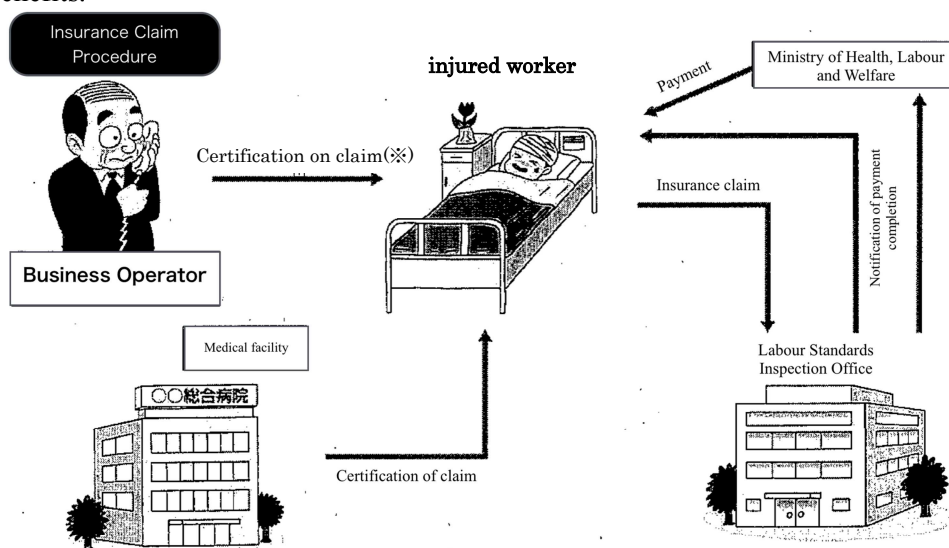 Insurance Claim
Procedure
injured worker
Ministry of Health, Labour
and Welfare
Payment
Certification on claim(※)
Insurance claim
Notification of payment
completion
Business Operator
Medical facility
Labour Standards
Inspection Office
○○総合病院
Certification of claim